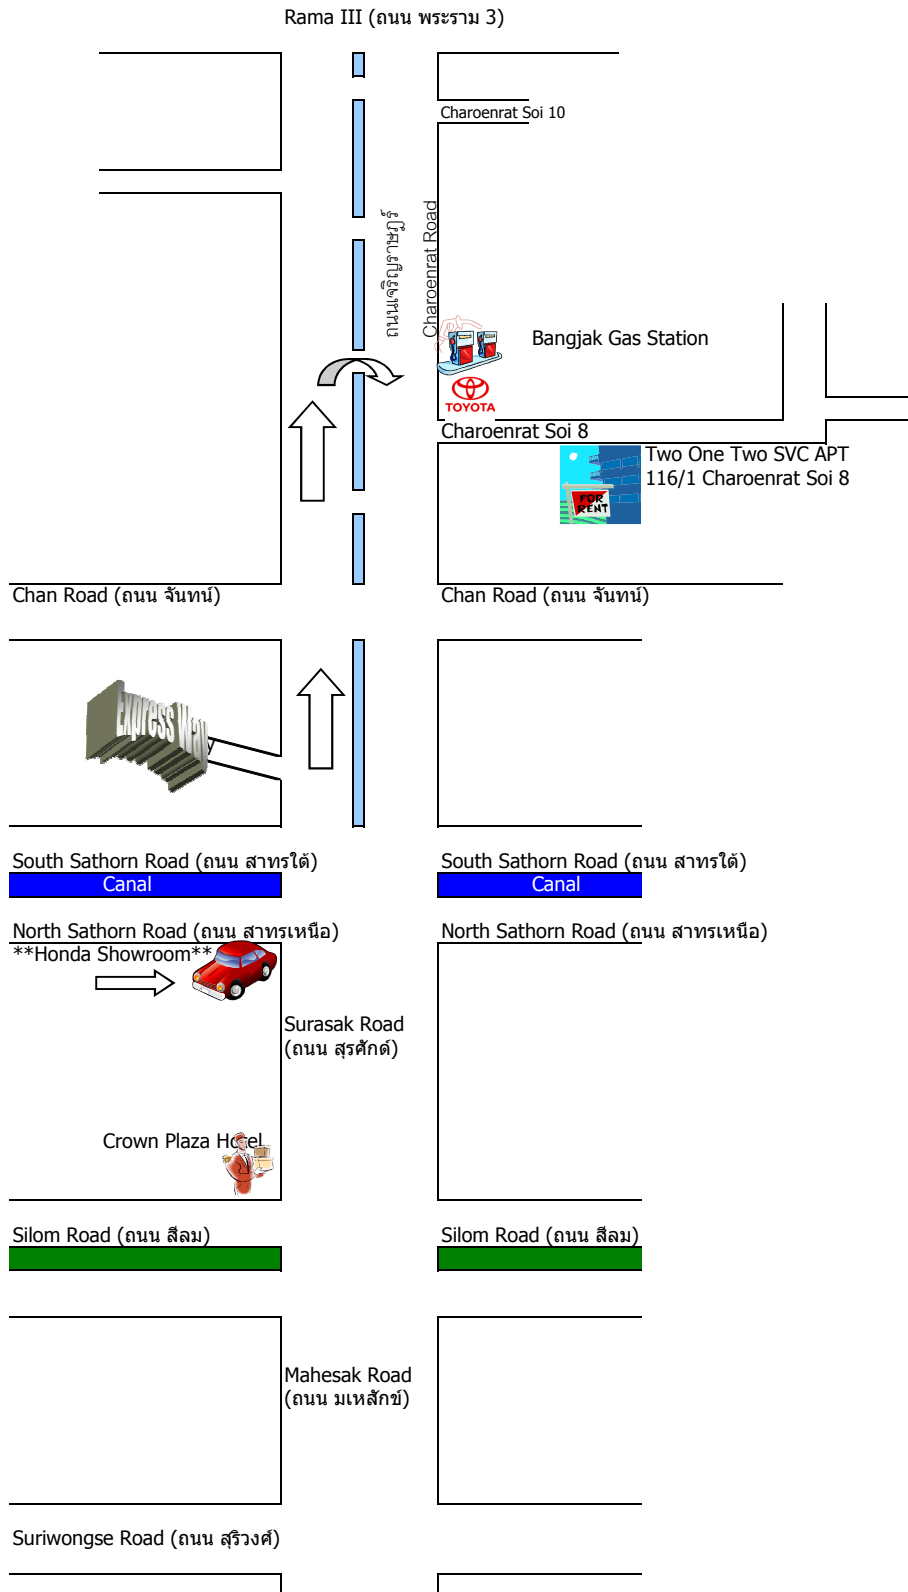 Rama III (ถนน พระราม 3)
Charoenrat Soi 10
ถนนเจริญราษฎร์
Charoenrat Road
Bangjak Gas Station
TOYOTA
Charoenrat Soi 8
Two One Two SVC APT
116/1 Charoenrat Soi 8
FOR
RENT
Chan Road (ถนน จันทน์)
Chan Road (ถนน จันทน์)
Express Way
South Sathorn Road (ถนน สาทรใต้)
South Sathorn Road (ถนน สาทรใต้)
Canal
Canal
North Sathorn Road (ถนน สาทรเหนือ)
North Sathorn Road (ถนน สาทรเหนือ)
**Honda Showroom**
Surasak Road
(ถนน สุรศักด์)
Crown Plaza Hotel
Silom Road (ถนน สีลม)
Silom Road (ถนน สีลม)
Mahesak Road
(ถนน มเหสักข์)
Suriwongse Road (ถนน สุริวงศ์)